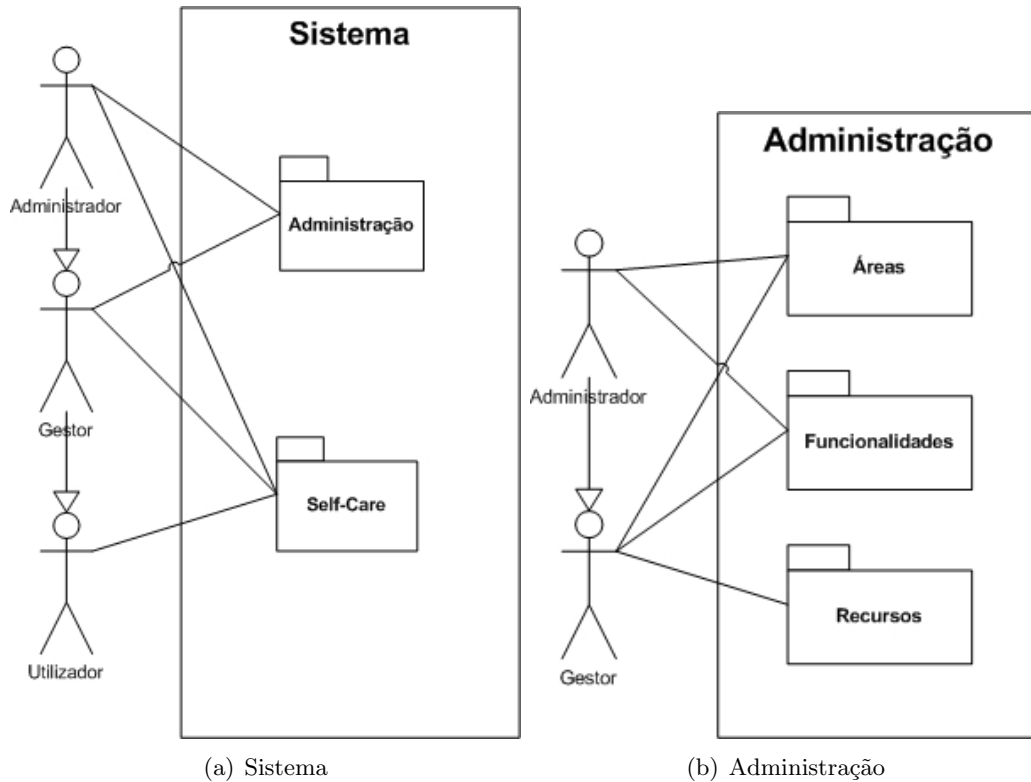 Sistema
Administrador
Administração
Gestor
Self-Care
Utilizador
(a) Sistema
Administração
Áreas
Administrador
Funcionalidades
Recursos
Gestor
(b) Administração